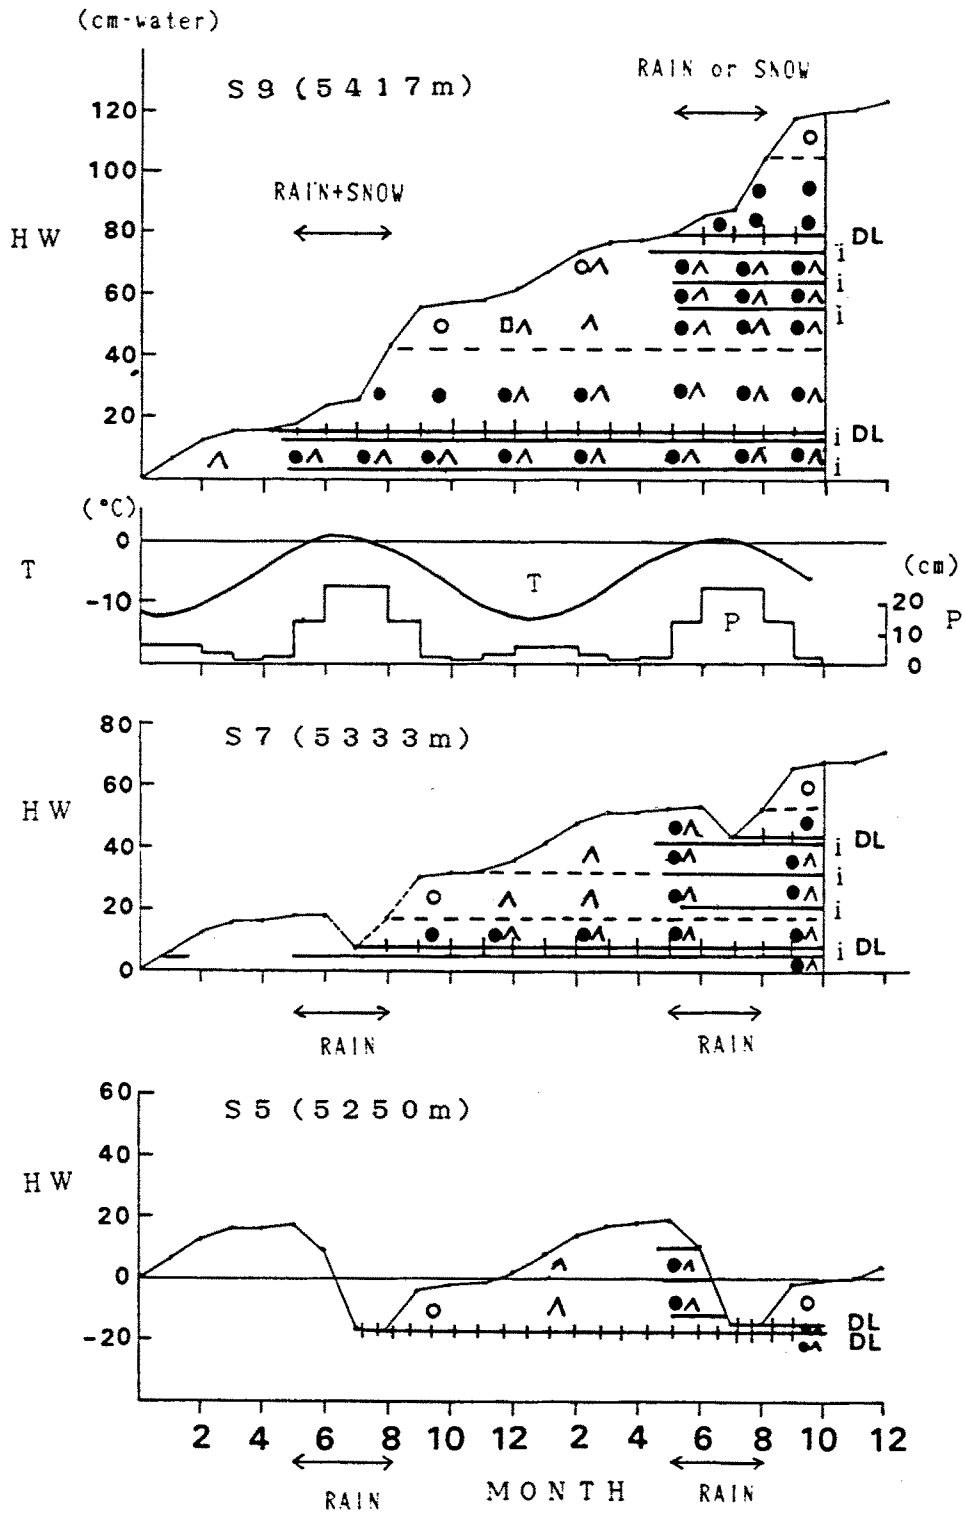 (cm-water)
S9 (5417m)
RAIN or SNOW
120
100
RAIN+SNOW
HW
80
DL
i
60
i
i
40
20
i DL
i
(°C)
0
T
T
(cm)
-10
20
P
P
10
0
80
S7 (5333m)
60
HW
40
i DL
i
20
i
i DL
0
RAIN
RAIN
60
S5 (5250m)
40
HW
20
0
DL
-20
DL
2 4 6 8 10 12 2 4 6 8 10 12
RAIN
MONTH
RAIN